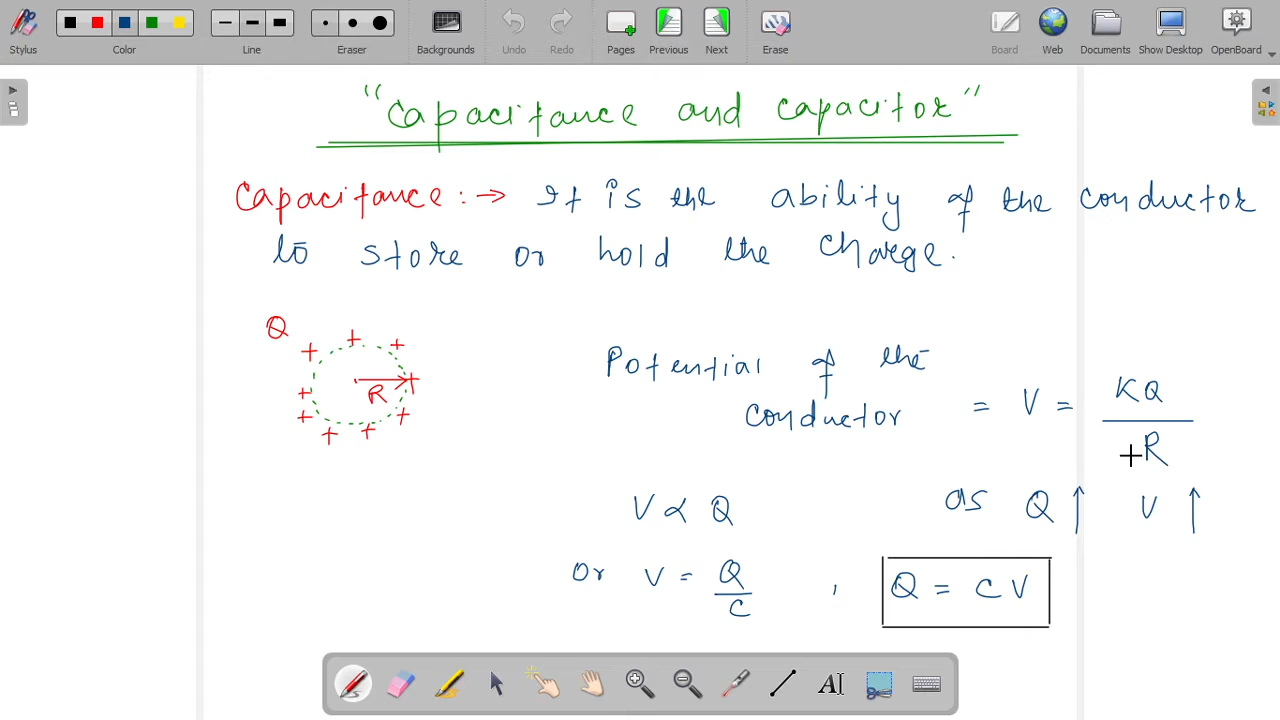 Stylus Color Line Eraser Backgrounds Undo Redo Pages Previous Next Erase Board Web Documents Show Desktop OpenBoard
"Capacitance and capacitor"
Capacitance :→ It is the ability of the conductor
to store or hold the charge.
Q
R
Potential of the
conductor = V = KQ/R
V ∝ Q as Q ↑ V ↑
or V = Q/C , Q = CV
AI